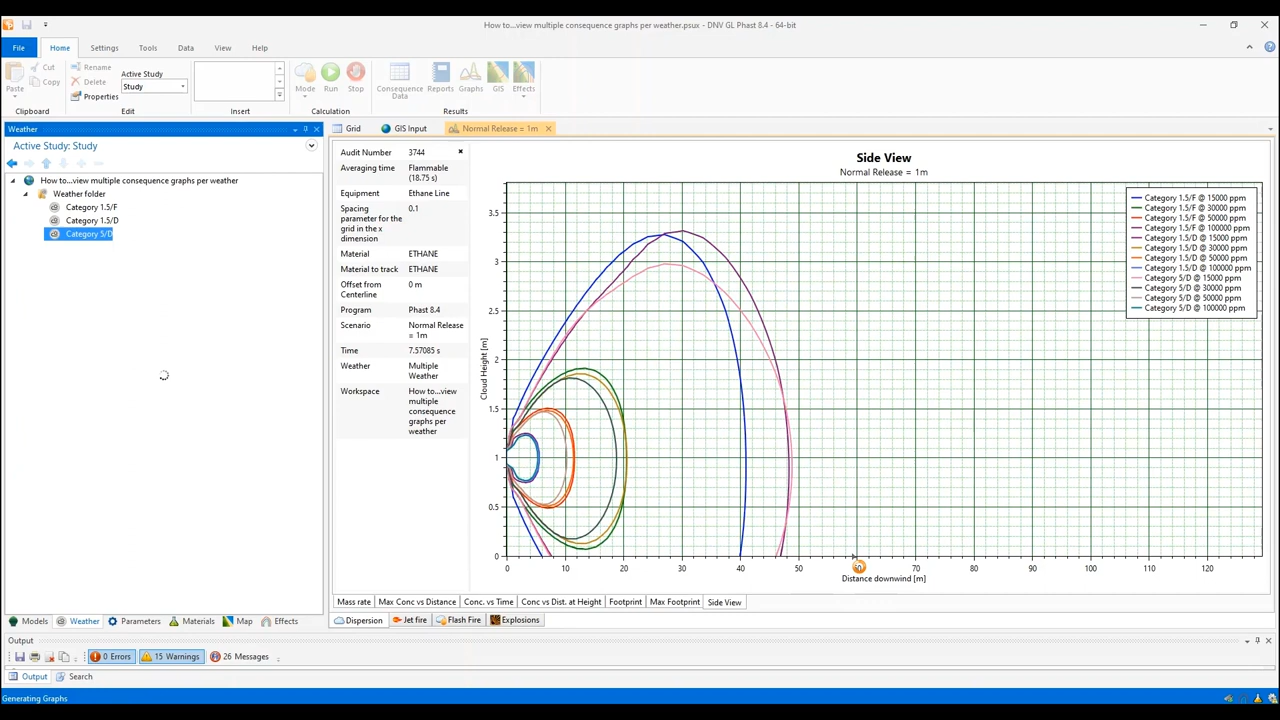 How to...view multiple consequence graphs per weather.psux - DNV GL Phast 8.4 - 64-bit
File Home Settings Tools Data View Help
Paste Cut Copy Rename Delete Properties Active Study Study Mode Run Stop Consequence Data Reports Graphs GIS Effects
Clipboard Edit Insert Calculation Results
Weather
Active Study: Study
How to...view multiple consequence graphs per weather
Weather folder
Category 1.5/F
Category 1.5/D
Category 5/D
Models Weather Parameters Materials Map Effects
Grid GIS Input Normal Release = 1m
Audit Number 3744
Averaging time Flammable (18.75 s)
Equipment Ethane Line
Spacing parameter for the grid in the x dimension 0.1
Material ETHANE
Material to track ETHANE
Offset from Centerline 0 m
Program Phast 8.4
Scenario Normal Release = 1m
Time 7.57085 s
Weather Multiple Weather
Workspace How to...view multiple consequence graphs per weather
Side View
Normal Release = 1m
Category 1.5/F @ 15000 ppm
Category 1.5/F @ 30000 ppm
Category 1.5/F @ 50000 ppm
Category 1.5/F @ 100000 ppm
Category 1.5/D @ 15000 ppm
Category 1.5/D @ 30000 ppm
Category 1.5/D @ 50000 ppm
Category 1.5/D @ 100000 ppm
Category 5/D @ 15000 ppm
Category 5/D @ 30000 ppm
Category 5/D @ 50000 ppm
Category 5/D @ 100000 ppm
Cloud Height [m]
3.5
3
2.5
2
1.5
1
0.5
0
0 10 20 30 40 50 60 70 80 90 100 110 120
Distance downwind [m]
Mass rate Max Conc vs Distance Conc. vs Time Conc vs Dist. at Height Footprint Max Footprint Side View
Dispersion Jet fire Flash Fire Explosions
Output
0 Errors 15 Warnings 26 Messages
Output Search
Generating Graphs